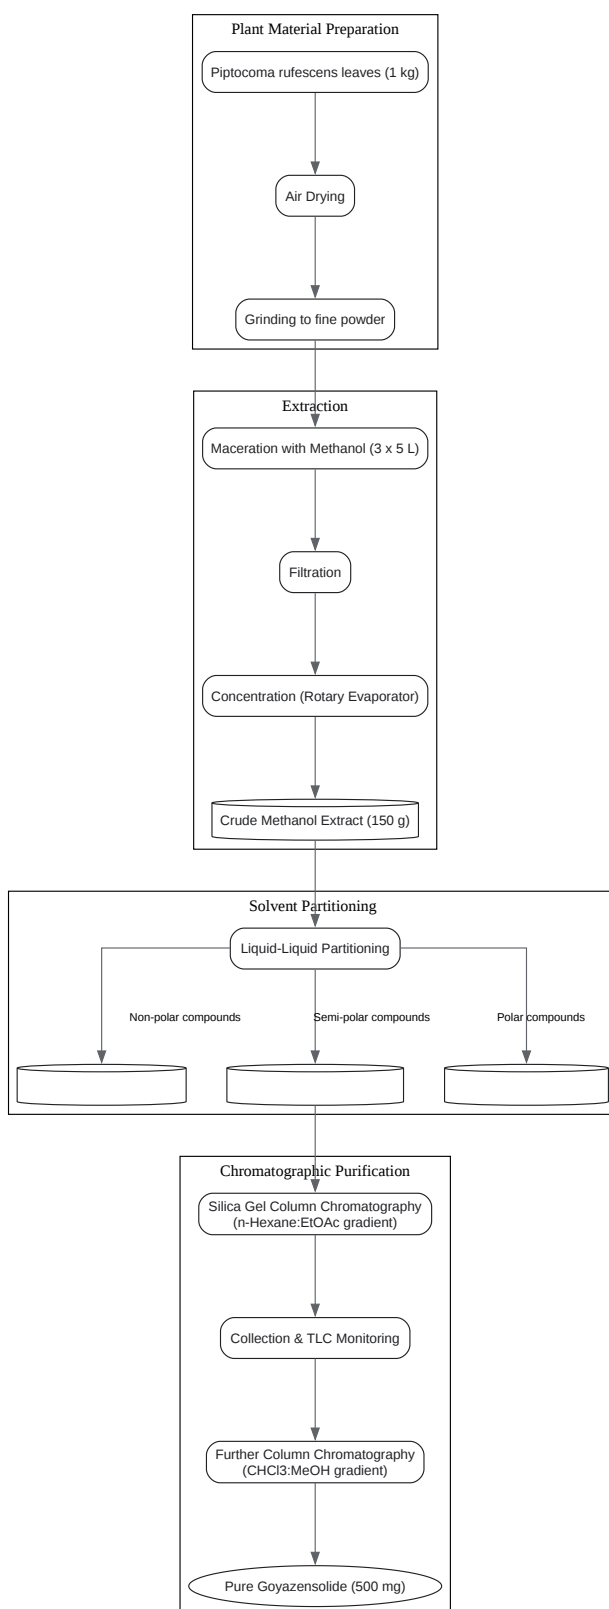 Plant Material Preparation
Piptocoma rufescens leaves (1 kg)
Air Drying
Grinding to fine powder
Extraction
Maceration with Methanol (3 x 5 L)
Filtration
Concentration (Rotary Evaporator)
Crude Methanol Extract (150 g)
Solvent Partitioning
Liquid-Liquid Partitioning
Non-polar compounds
Semi-polar compounds
Polar compounds
Chromatographic Purification
Silica Gel Column Chromatography
(n-Hexane:EtOAc gradient)
Collection & TLC Monitoring
Further Column Chromatography
(CHCl3:MeOH gradient)
Pure Goyazensolide (500 mg)